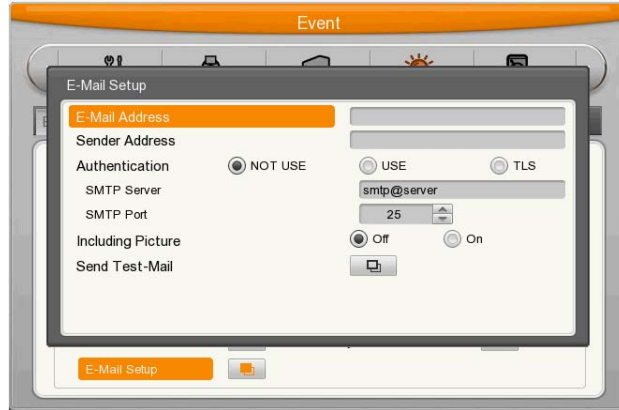 Event
E-Mail Setup
E-Mail Address
Sender Address
Authentication NOT USE USE TLS
SMTP Server smtp@server
SMTP Port 25
Including Picture Off On
Send Test-Mail
E-Mail Setup